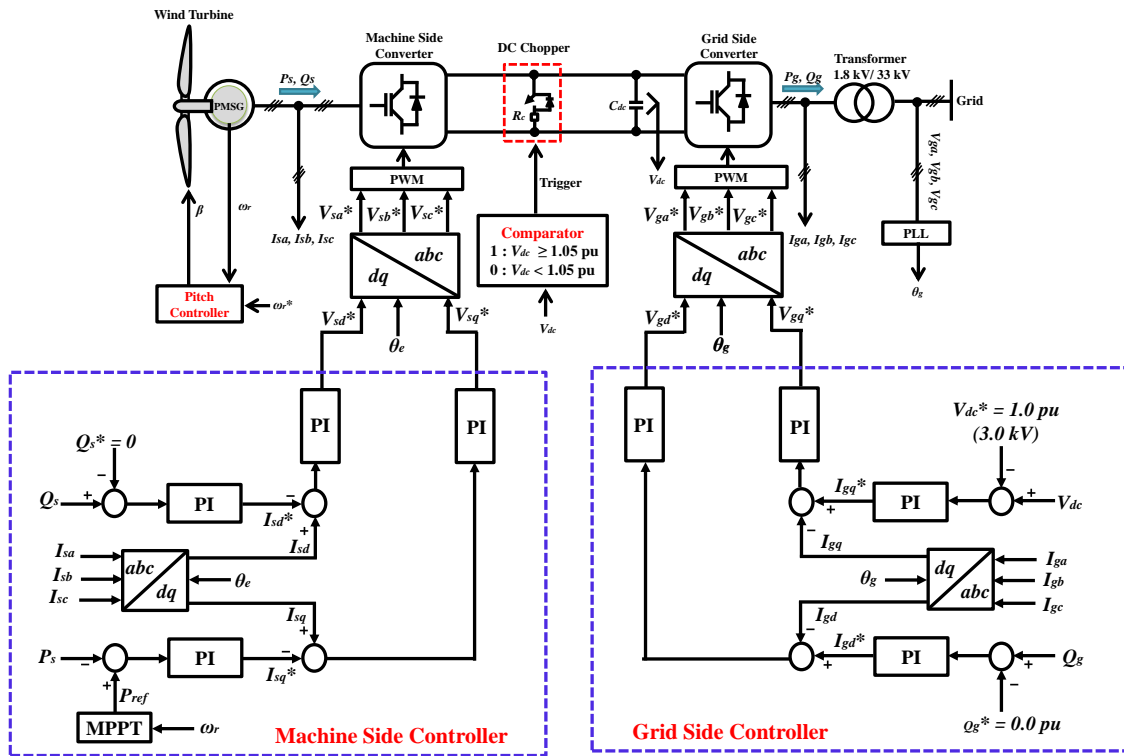 Wind Turbine
PMSG
Ps, Qs
Machine Side
Converter
DC Chopper
Rc
Cdc
Vdc
Grid Side
Converter
Pg, Qg
Transformer
1.8 kV/ 33 kV
Grid
β
ωr
Isa, Isb, Isc
PWM
Trigger
PWM
Iga, Igb, Igc
Vga, Vgb, Vgc
PLL
θg
Vsa*
Vsb*
Vsc*
Vga*
Vgb*
Vgc*
Pitch
Controller
ωr*
dq
abc
Comparator
1 : Vdc ≥ 1.05 pu
0 : Vdc < 1.05 pu
Vdc
dq
abc
Vsd*
θe
Vsq*
Vgd*
θg
Vgq*
PI
PI
PI
PI
Qs* = 0
−
Qs
+
PI
−
Isd*
+
Isd
Isa
Isb
Isc
abc
dq
θe
Isq
+
Ps
−
PI
−
Isq*
+
Pref
MPPT
ωr
Machine Side Controller
Vdc* = 1.0 pu
(3.0 kV)
−
+
Vdc
PI
Igq*
+
−
Igq
θg
dq
abc
Iga
Igb
Igc
Igd
−
Igd*
+
PI
+
Qg
−
Qg* = 0.0 pu
Grid Side Controller